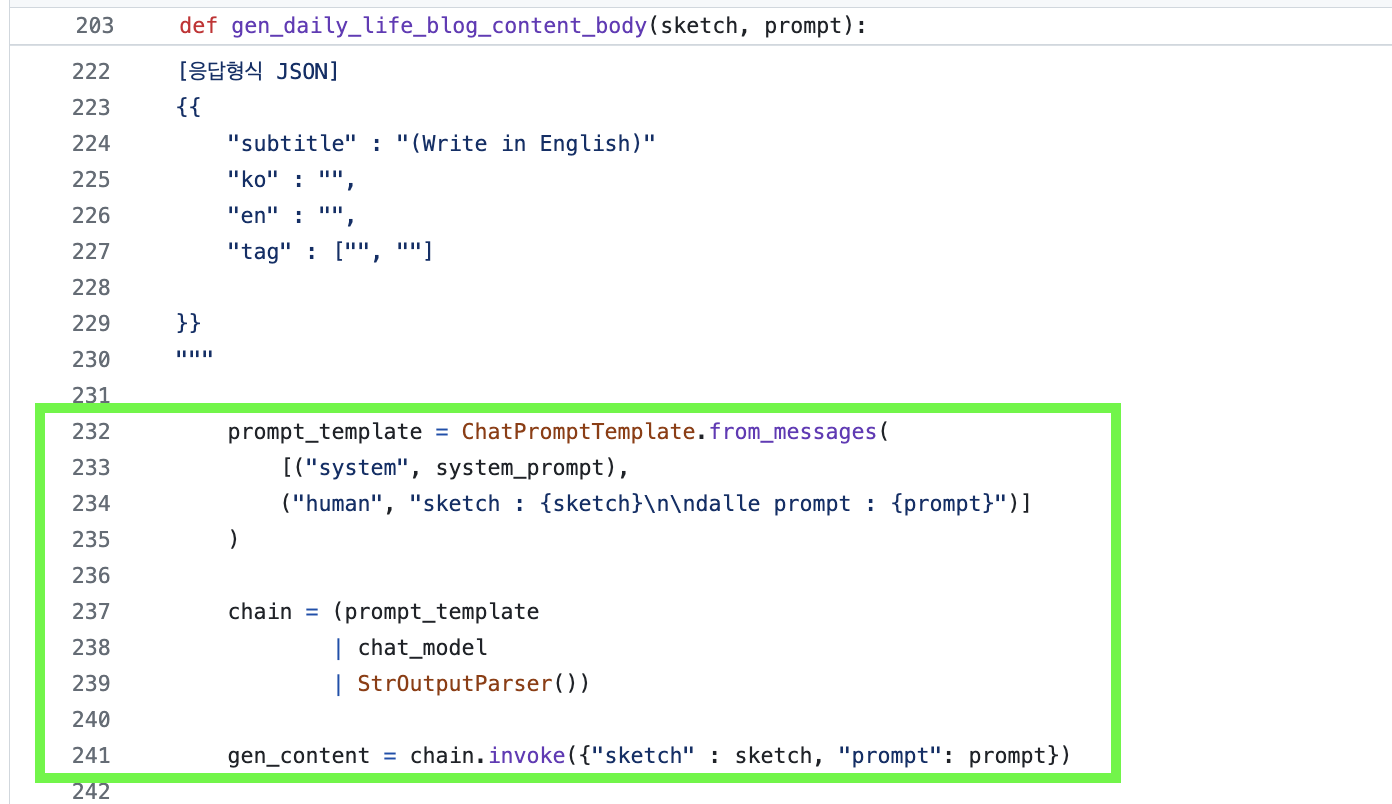 203 def gen_daily_life_blog_content_body(sketch, prompt):
222 [응답형식 JSON]
223 {{
224     "subtitle" : "(Write in English)"
225     "ko" : "",
226     "en" : "",
227     "tag" : ["", ""]
228
229 }}
230 """
231
232     prompt_template = ChatPromptTemplate.from_messages(
233         [("system", system_prompt),
234         ("human", "sketch : {sketch}\n\ndalle prompt : {prompt}")]
235     )
236
237     chain = (prompt_template
238             | chat_model
239             | StrOutputParser())
240
241     gen_content = chain.invoke({"sketch" : sketch, "prompt": prompt})
242